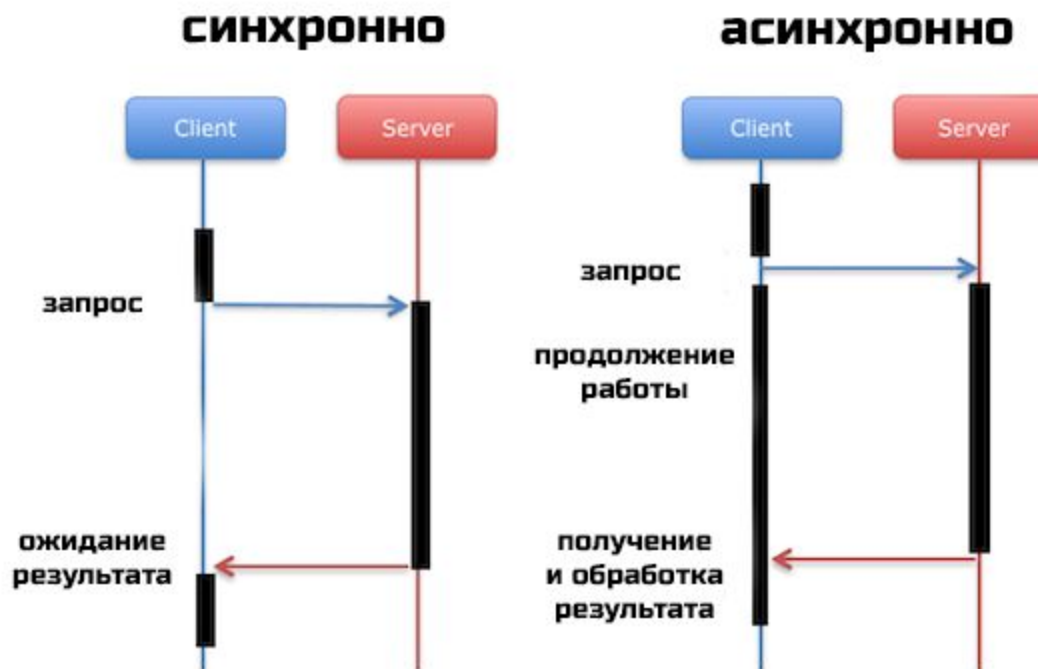 синхронно
Client
Server
запрос
ожидание
результата
асинхронно
Client
Server
запрос
продолжение
работы
получение
и обработка
результата